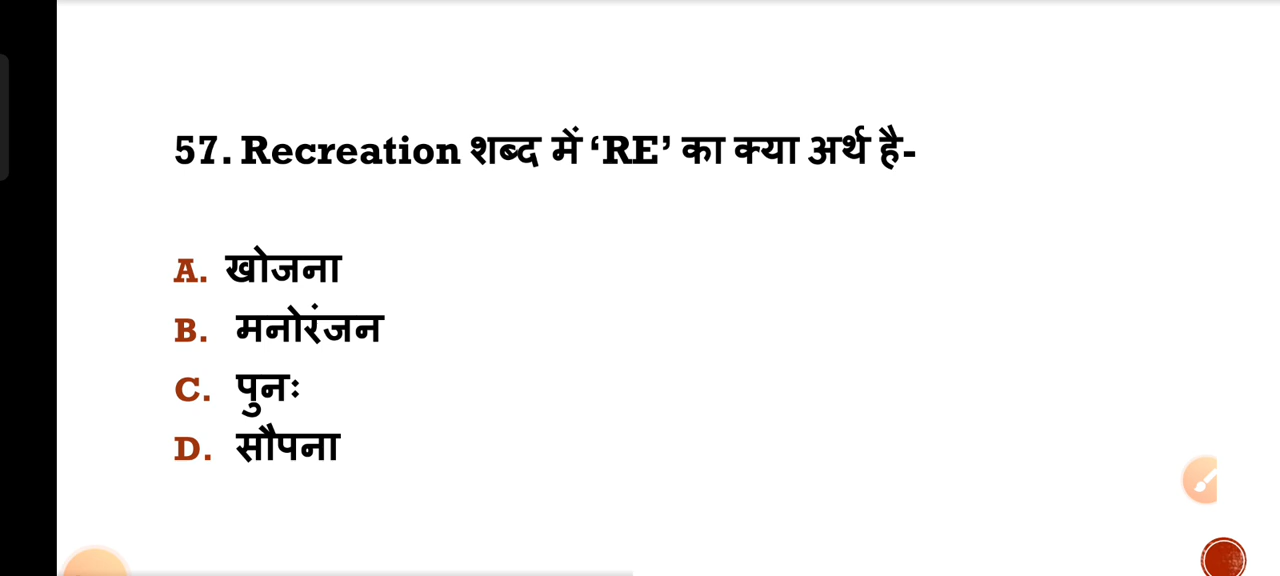 57. Recreation शब्द में ‘RE’ का क्या अर्थ है-
A. खोजना
B. मनोरंजन
C. पुनः
D. सौपना